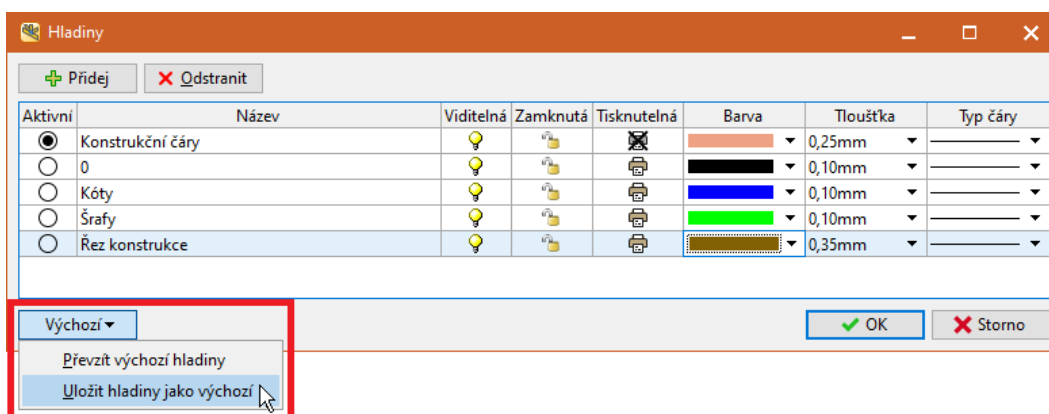 Hladiny
Přidej Odstranit
Aktivní Název Viditelná Zamknutá Tisknutelná Barva Tloušťka Typ čáry
Konstrukční čáry 0,25mm
0 0,10mm
Kóty 0,10mm
Šrafy 0,10mm
Řez konstrukce 0,35mm
Výchozí OK Storno
Převzít výchozí hladiny
Uložit hladiny jako výchozí